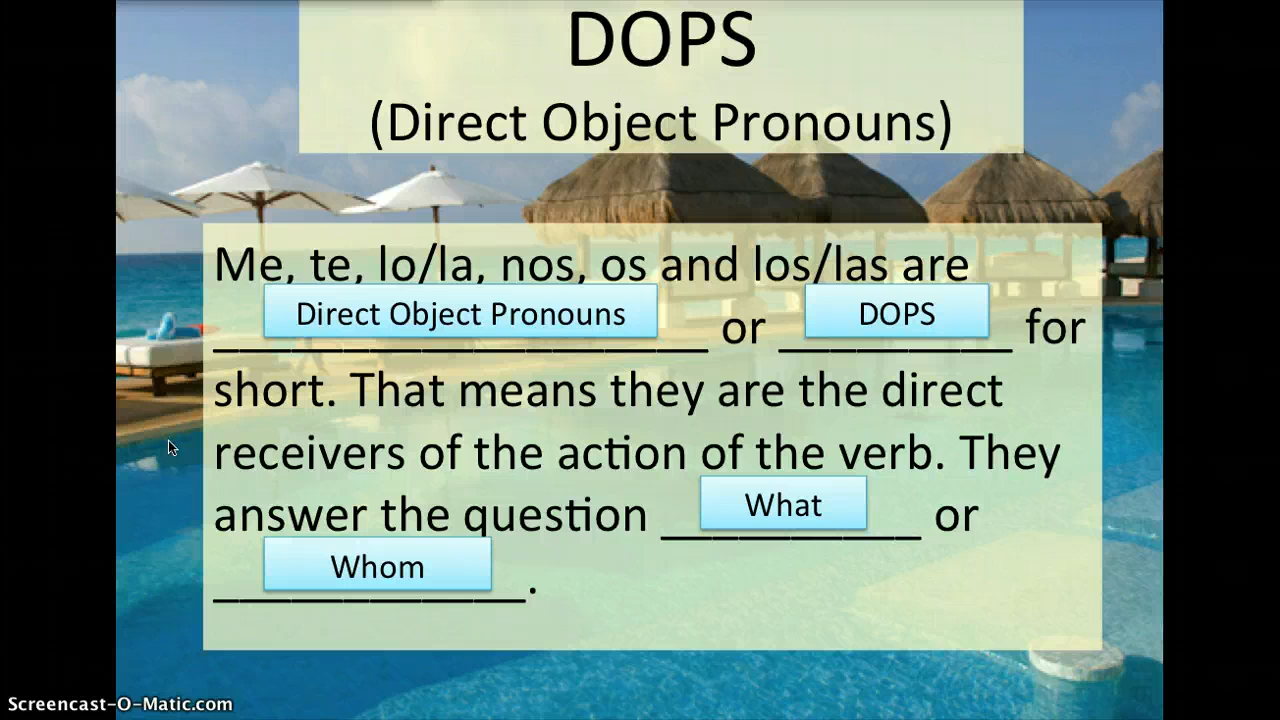 DOPS
(Direct Object Pronouns)
Me, te, lo/la, nos, os and los/las are
Direct Object Pronouns or DOPS for
short. That means they are the direct
receivers of the action of the verb. They
answer the question What or
Whom.
Screencast-O-Matic.com